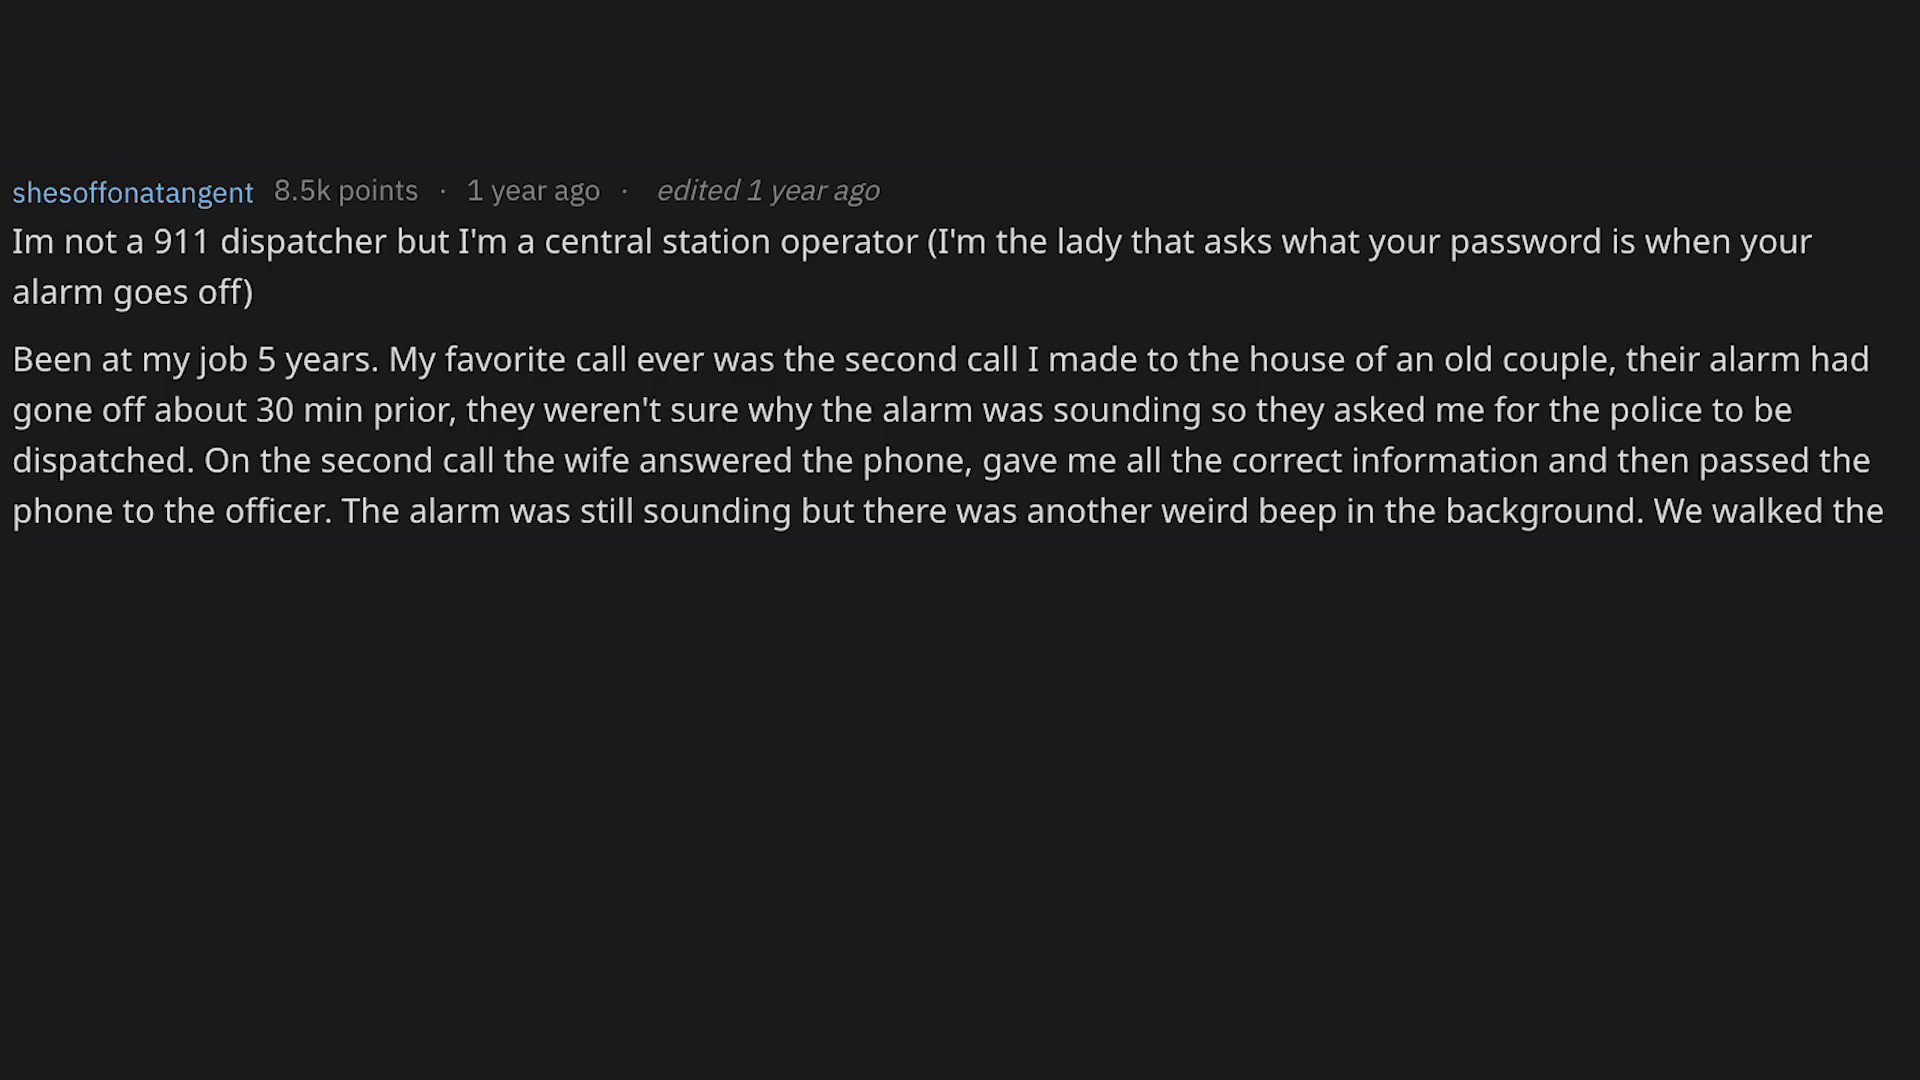 shesoffonatangent 8.5k points · 1 year ago · edited 1 year ago
Im not a 911 dispatcher but I'm a central station operator (I'm the lady that asks what your password is when your
alarm goes off)
Been at my job 5 years. My favorite call ever was the second call I made to the house of an old couple, their alarm had
gone off about 30 min prior, they weren't sure why the alarm was sounding so they asked me for the police to be
dispatched. On the second call the wife answered the phone, gave me all the correct information and then passed the
phone to the officer. The alarm was still sounding but there was another weird beep in the background. We walked the